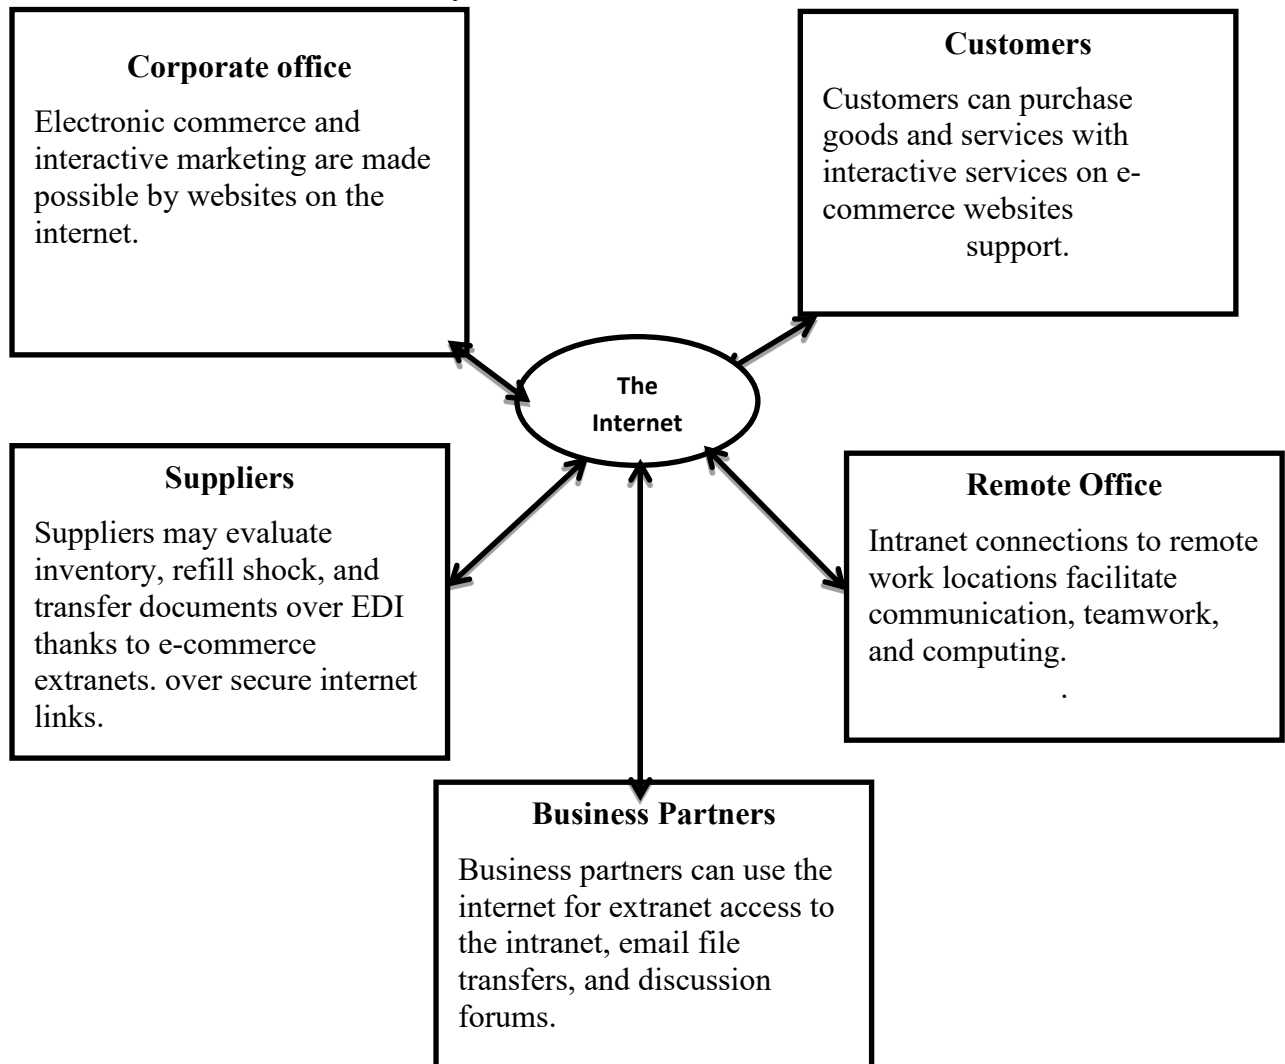 Corporate office
Electronic commerce and
interactive marketing are made
possible by websites on the
internet.
Customers
Customers can purchase
goods and services with
interactive services on e-
commerce websites
support.
The
Internet
Suppliers
Suppliers may evaluate
inventory, refill shock, and
transfer documents over EDI
thanks to e-commerce
extranets. over secure internet
links.
Remote Office
Intranet connections to remote
work locations facilitate
communication, teamwork,
and computing.
.
Business Partners
Business partners can use the
internet for extranet access to
the intranet, email file
transfers, and discussion
forums.